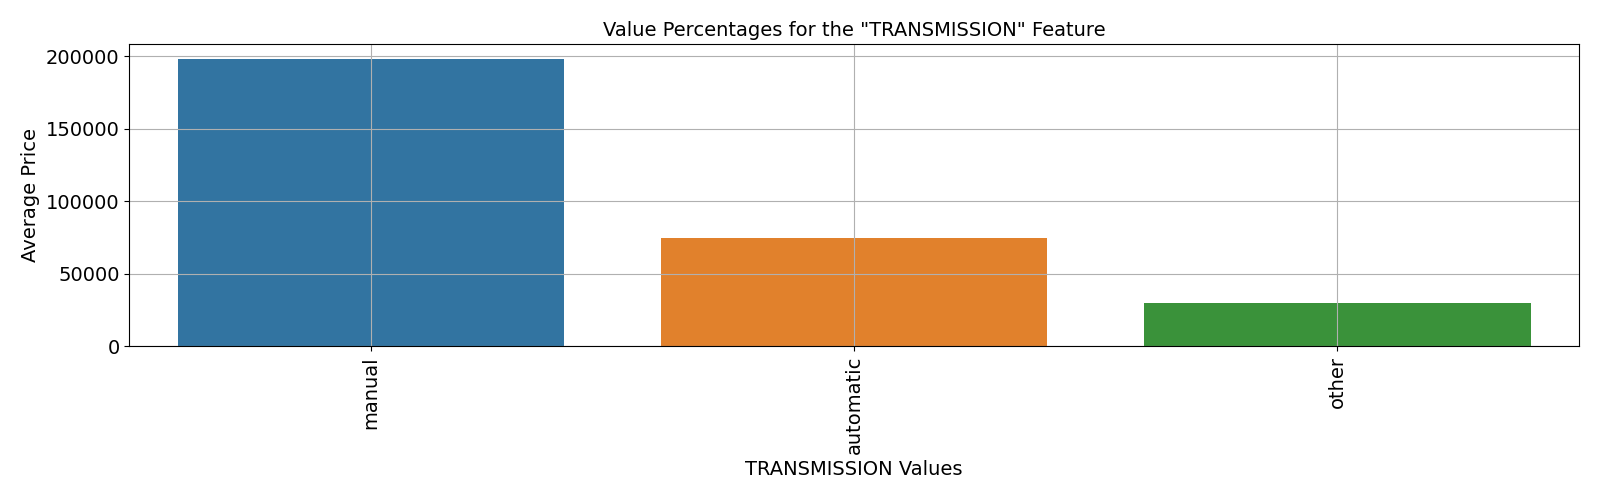 Value Percentages for the "TRANSMISSION" Feature
Average Price
200000
150000
100000
50000
0
manual
automatic
other
TRANSMISSION Values